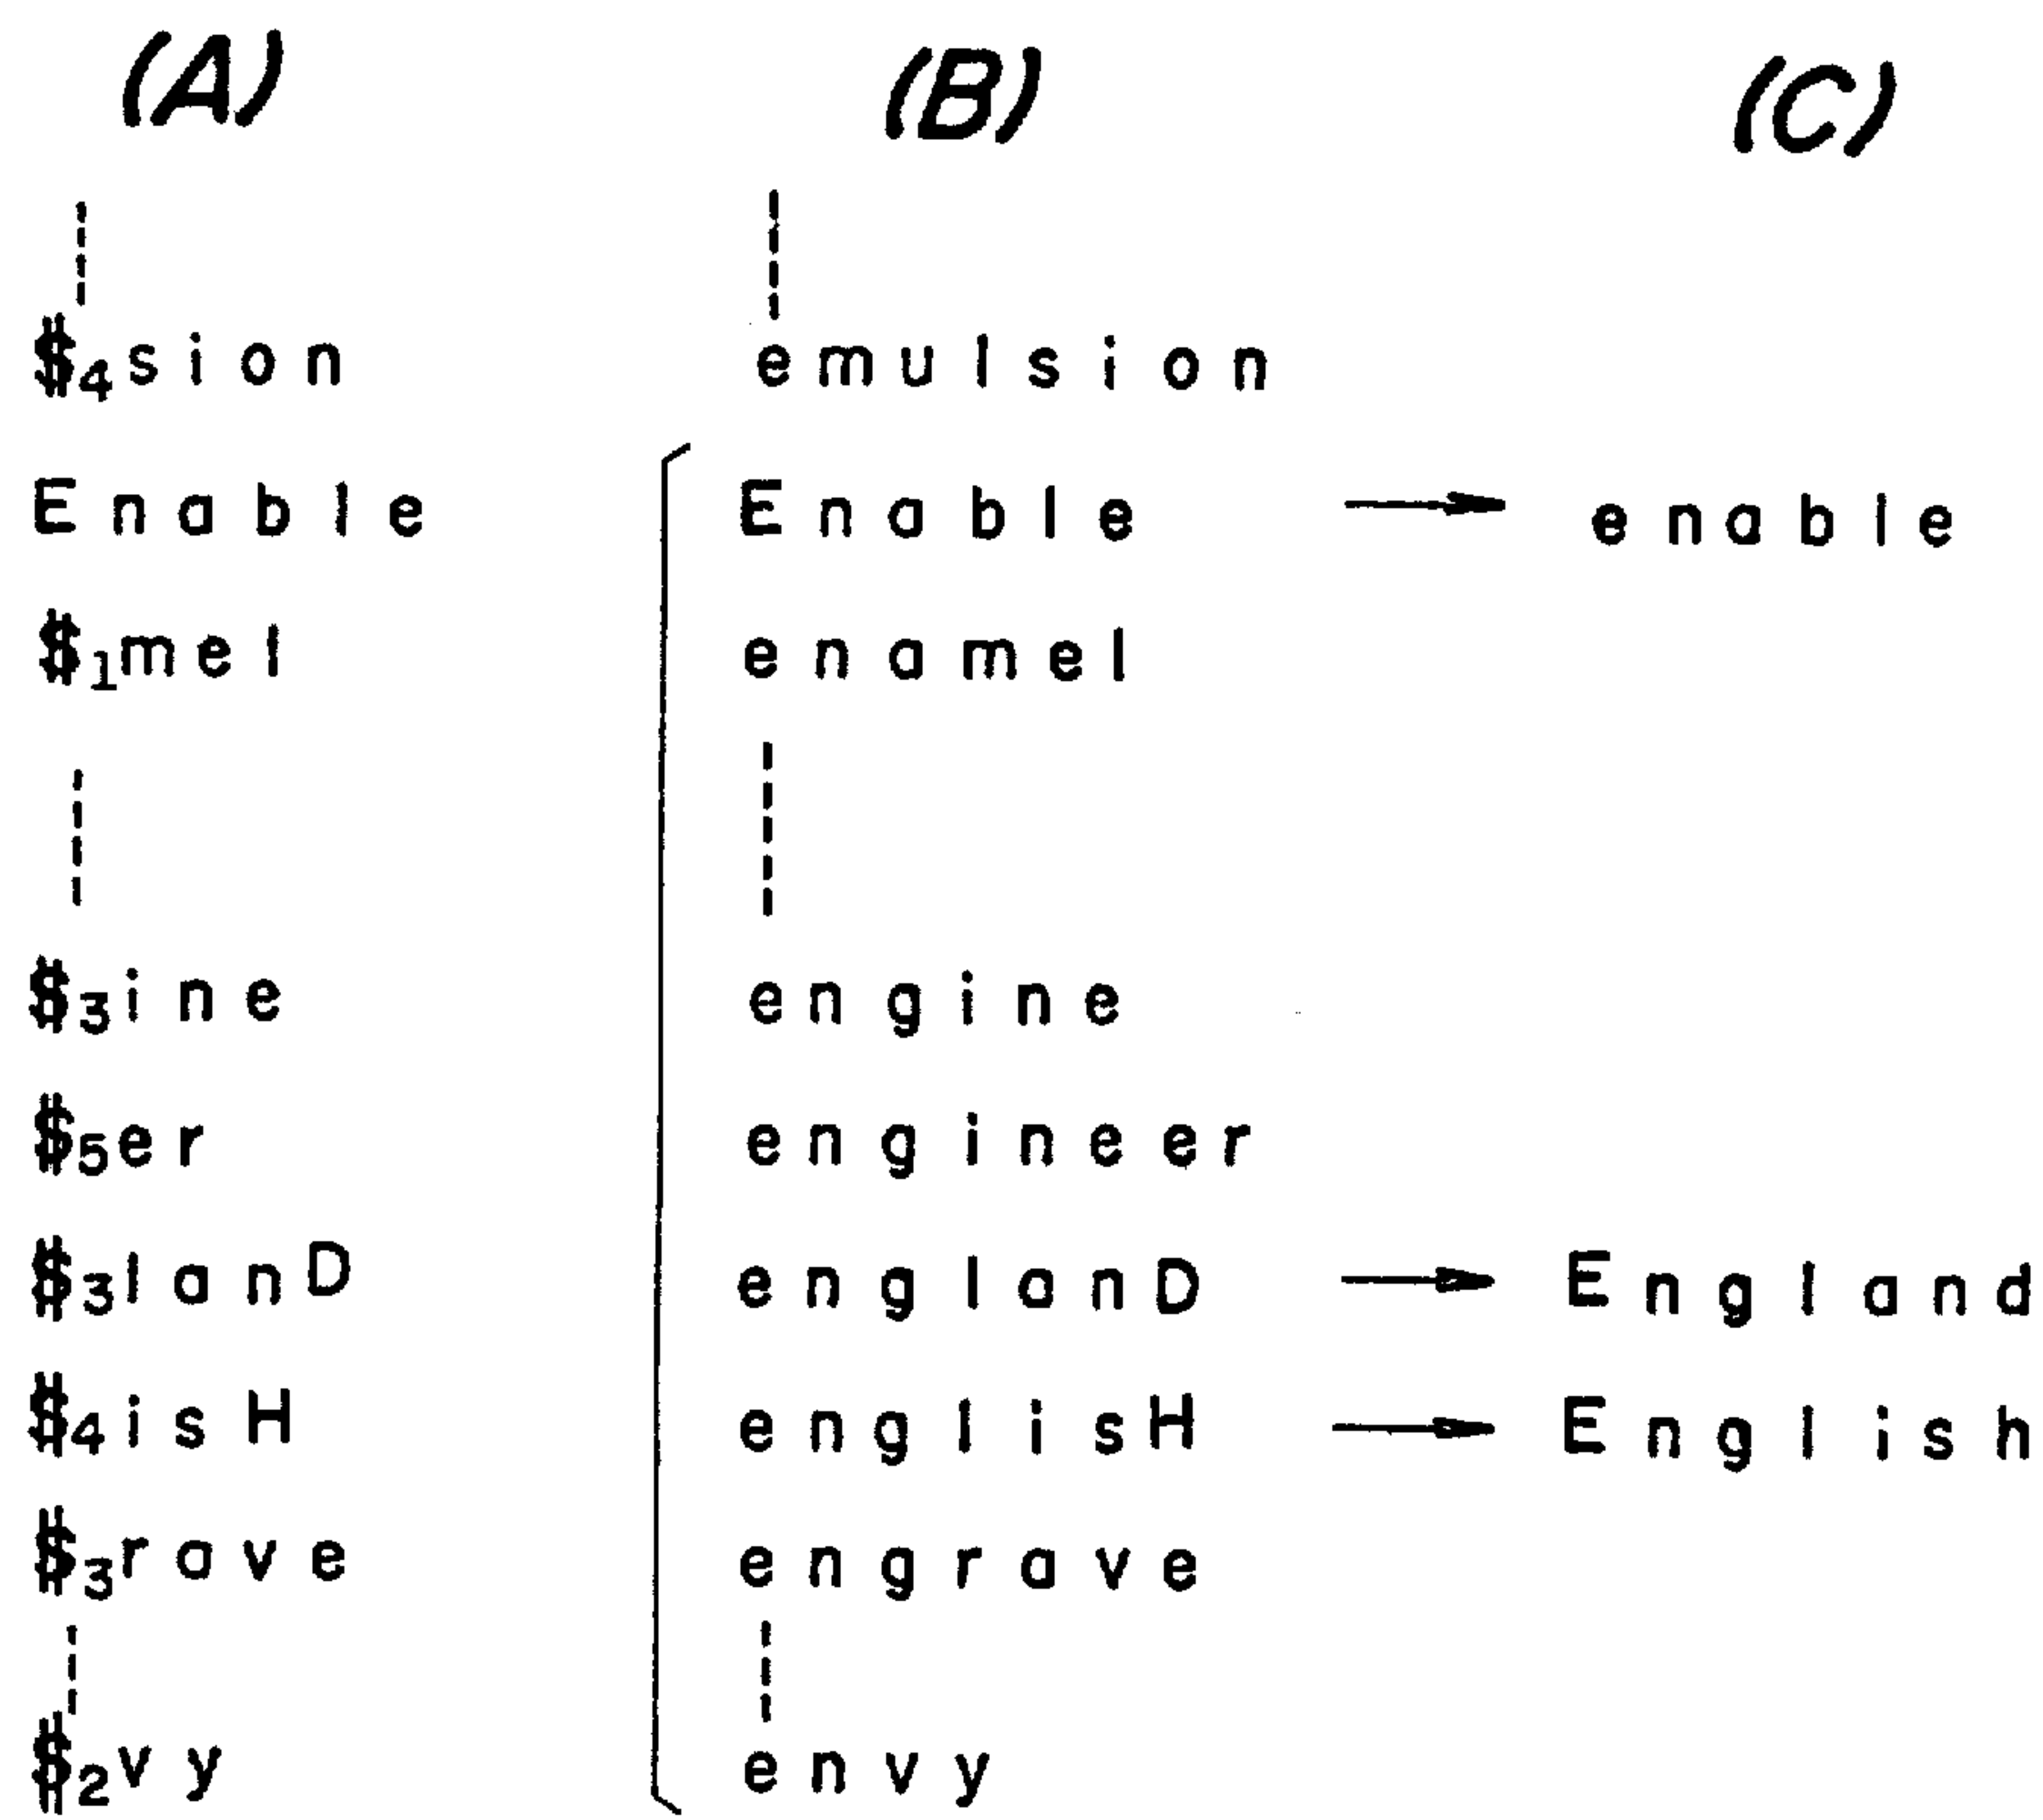 (A) (B) (C)
$4sion emulsion
Enable Enable enable
$1mel enamel
$3ine engine
$5er engineer
$3lanD englanD England
$4isH englisH English
$3rave engrave
$2vy envy